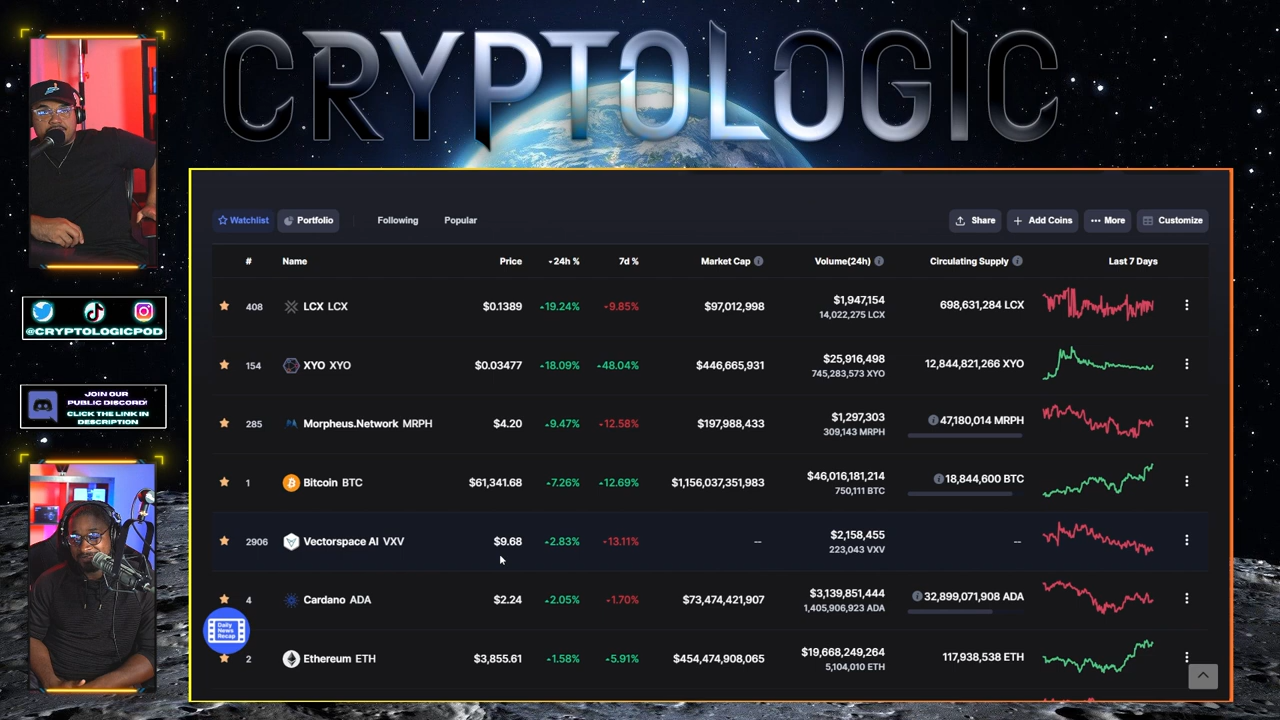 CRYPTOLOGIC
Watchlist Portfolio Following Popular Share Add Coins More Customize
# Name Price 24h % 7d % Market Cap Volume(24h) Circulating Supply Last 7 Days
408 LCX LCX $0.1389 19.24% 9.85% $97,012,998 $1,947,154 698,631,284 LCX
14,022,275 LCX
154 XYO XYO $0.03477 18.09% 48.04% $446,665,931 $25,916,498 12,844,821,266 XYO
745,283,573 XYO
285 Morpheus.Network MRPH $4.20 9.47% 12.58% $197,988,433 $1,297,303 47,180,014 MRPH
309,143 MRPH
1 Bitcoin BTC $61,341.68 7.26% 12.69% $1,156,037,351,983 $46,016,181,214 18,844,600 BTC
750,111 BTC
2906 Vectorspace AI VXV $9.68 2.83% 13.11% -- $2,158,455 --
223,043 VXV
4 Cardano ADA $2.24 2.05% 1.70% $73,474,421,907 $3,139,851,444 32,899,071,908 ADA
1,405,906,923 ADA
2 Ethereum ETH $3,855.61 1.58% 5.91% $454,474,908,065 $19,668,249,264 117,938,538 ETH
5,104,010 ETH
@CRYPTOLOGICPOD
JOIN OUR
PUBLIC DISCORD!
CLICK THE LINK IN
DESCRIPTION
Daily
News
Recap